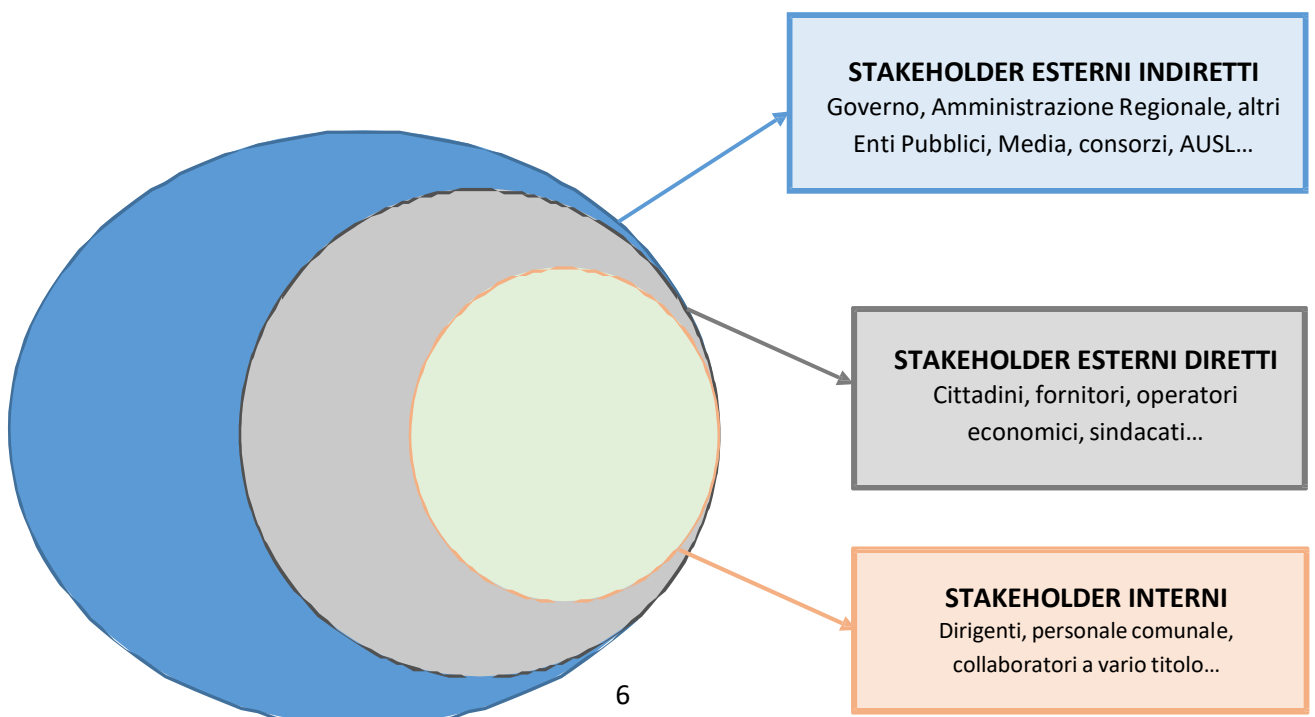 STAKEHOLDER ESTERNI INDIRETTI
Governo, Amministrazione Regionale, altri
Enti Pubblici, Media, consorzi, AUSL...
STAKEHOLDER ESTERNI DIRETTI
Cittadini, fornitori, operatori
economici, sindacati...
STAKEHOLDER INTERNI
Dirigenti, personale comunale,
collaboratori a vario titolo...
6